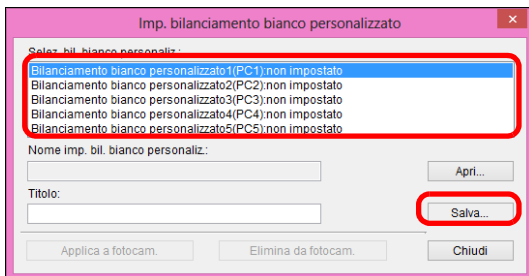 Imp. bilanciamento bianco personalizzato
Selez. bil. bianco personaliz.:
Bilanciamento bianco personalizzato1(PC1):non impostato
Bilanciamento bianco personalizzato2(PC2):non impostato
Bilanciamento bianco personalizzato3(PC3):non impostato
Bilanciamento bianco personalizzato4(PC4):non impostato
Bilanciamento bianco personalizzato5(PC5):non impostato
Nome imp. bil. bianco personaliz.:
Apri...
Titolo:
Salva...
Applica a fotocam.
Elimina da fotocam.
Chiudi